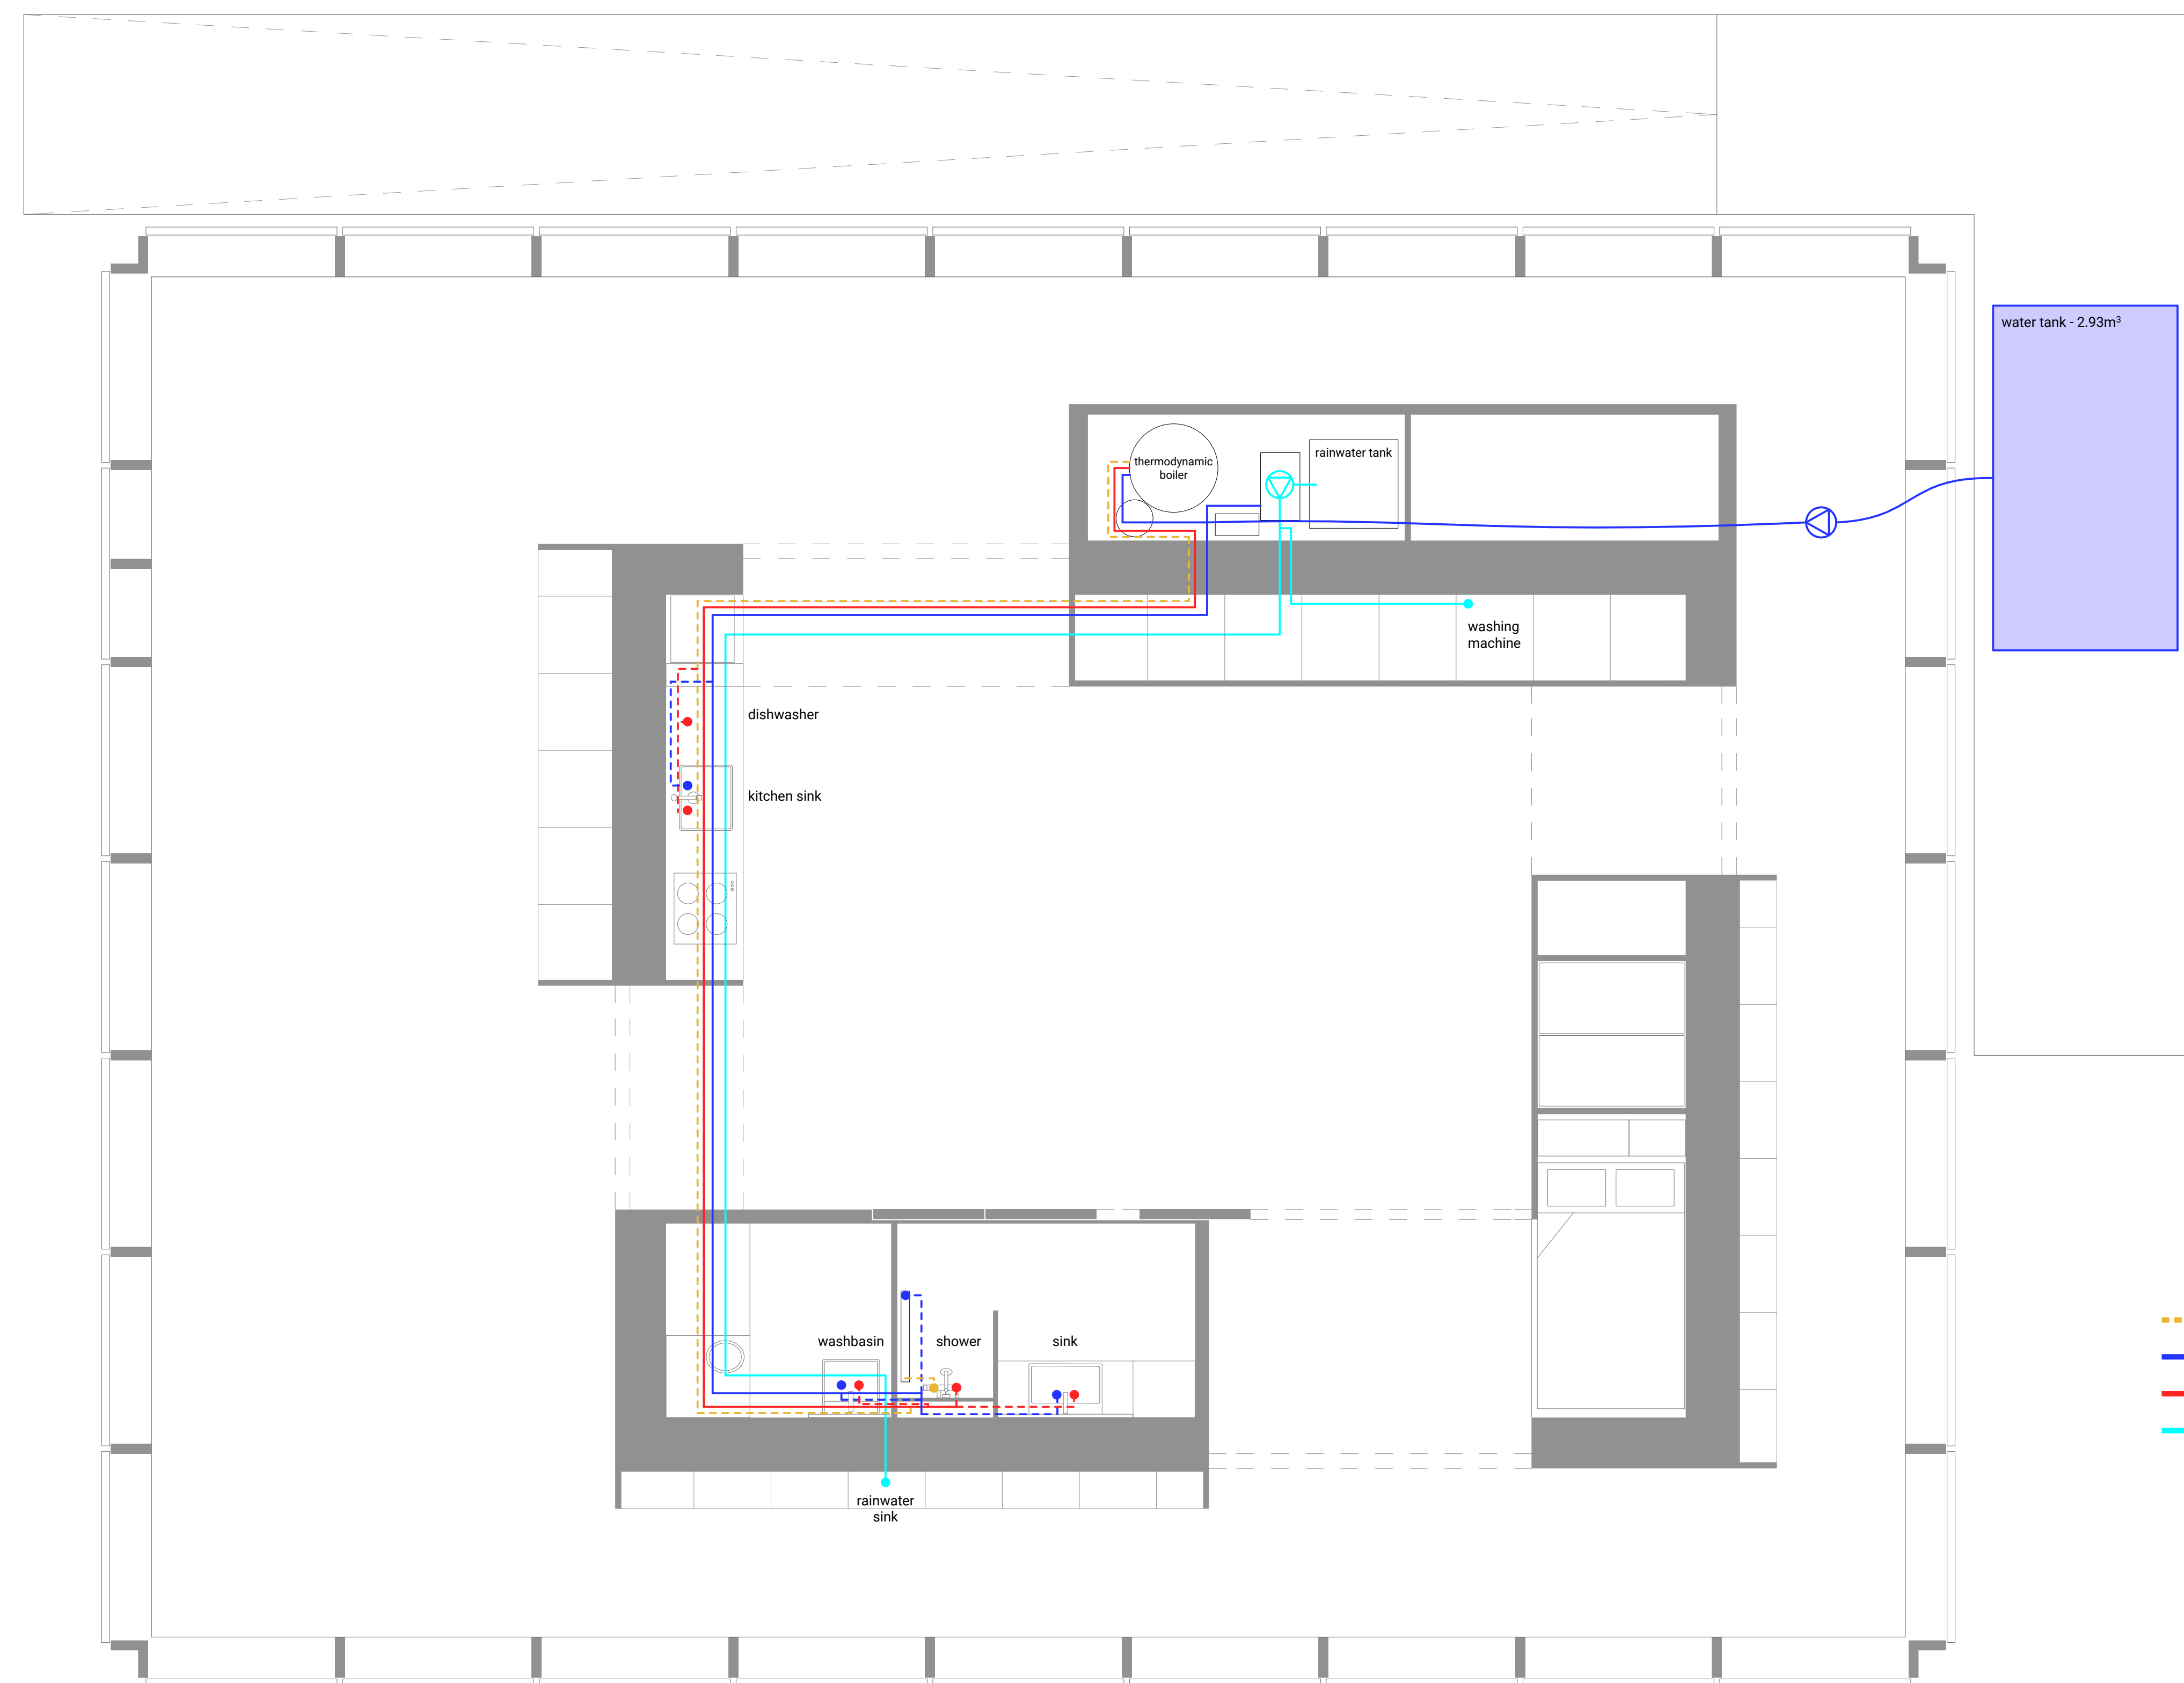 water tank - 2.93m³
rainwater tank
thermodynamic
boiler
washing
machine
dishwasher
kitchen sink
washbasin
shower
sink
rainwater
sink